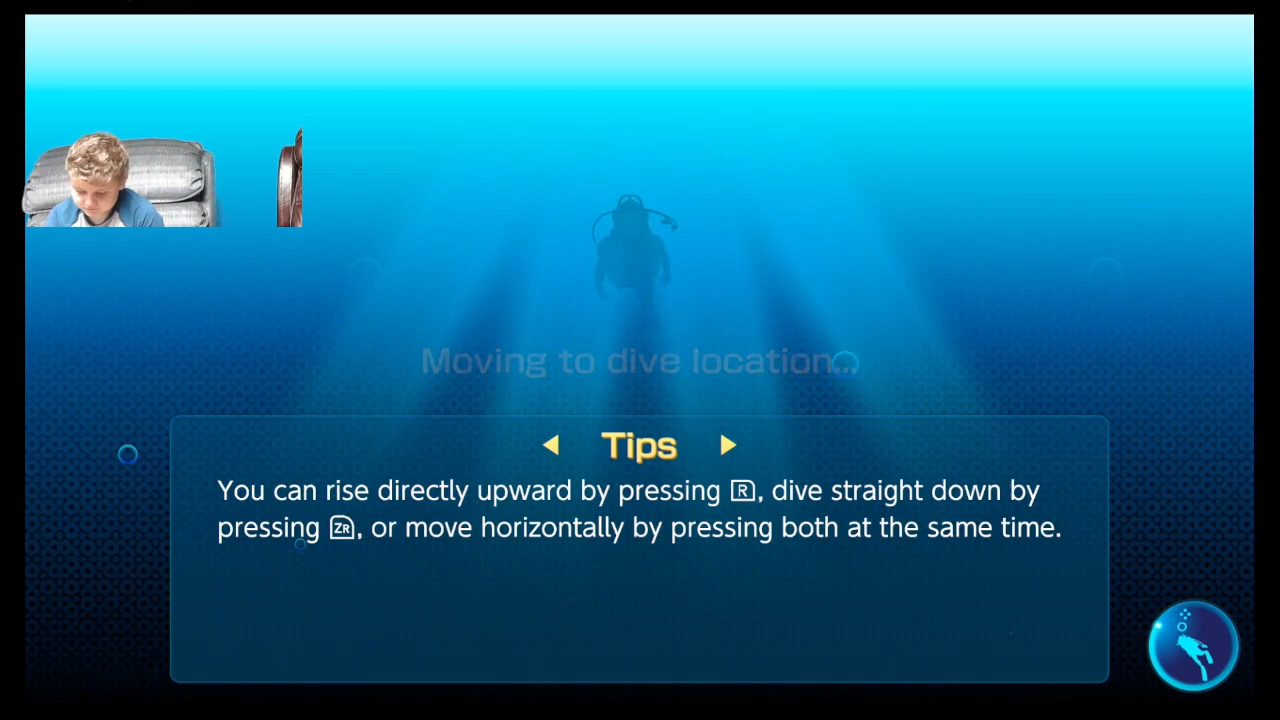 Moving to dive location...
Tips
You can rise directly upward by pressing R, dive straight down by
pressing ZR, or move horizontally by pressing both at the same time.